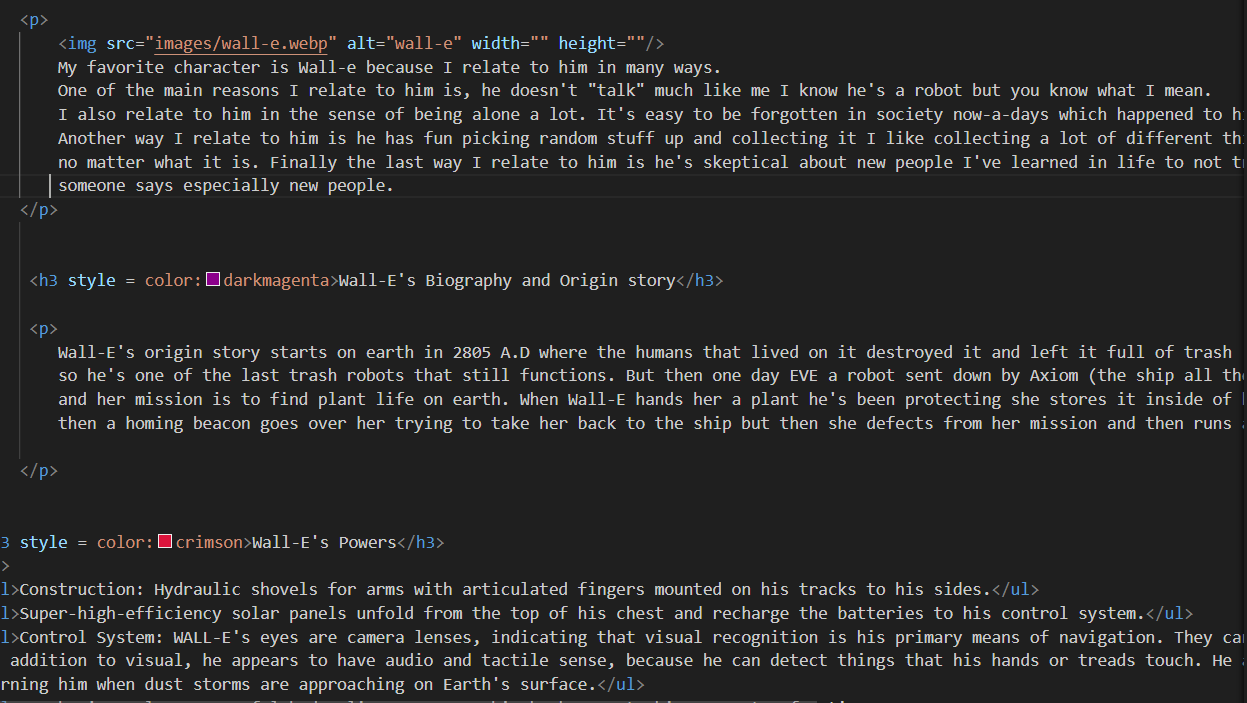 <p>
<img src="images/wall-e.webp" alt="wall-e" width="" height=""/>
My favorite character is Wall-e because I relate to him in many ways.
One of the main reasons I relate to him is, he doesn't "talk" much like me I know he's a robot but you know what I mean.
I also relate to him in the sense of being alone a lot. It's easy to be forgotten in society now-a-days which happened to
Another way I relate to him is he has fun picking random stuff up and collecting it I like collecting a lot of different
no matter what it is. Finally the last way I relate to him is he's skeptical about new people I've learned in life to not
someone says especially new people.
</p>
<h3 style = color:darkmagenta>Wall-E's Biography and Origin story</h3>
<p>
Wall-E's origin story starts on earth in 2805 A.D where the humans that lived on it destroyed it and left it full of trash
so he's one of the last trash robots that still functions. But then one day EVE a robot sent down by Axiom (the ship all
and her mission is to find plant life on earth. When Wall-E hands her a plant he's been protecting she stores it inside of
then a homing beacon goes over her trying to take her back to the ship but then she defects from her mission and then runs
</p>
3 style = color:crimson>Wall-E's Powers</h3>
>
l>Construction: Hydraulic shovels for arms with articulated fingers mounted on his tracks to his sides.</ul>
l>Super-high-efficiency solar panels unfold from the top of his chest and recharge the batteries to his control system.</ul>
l>Control System: WALL-E's eyes are camera lenses, indicating that visual recognition is his primary means of navigation. They
addition to visual, he appears to have audio and tactile sense, because he can detect things that his hands or treads touch. He
rning him when dust storms are approaching on Earth's surface.</ul>